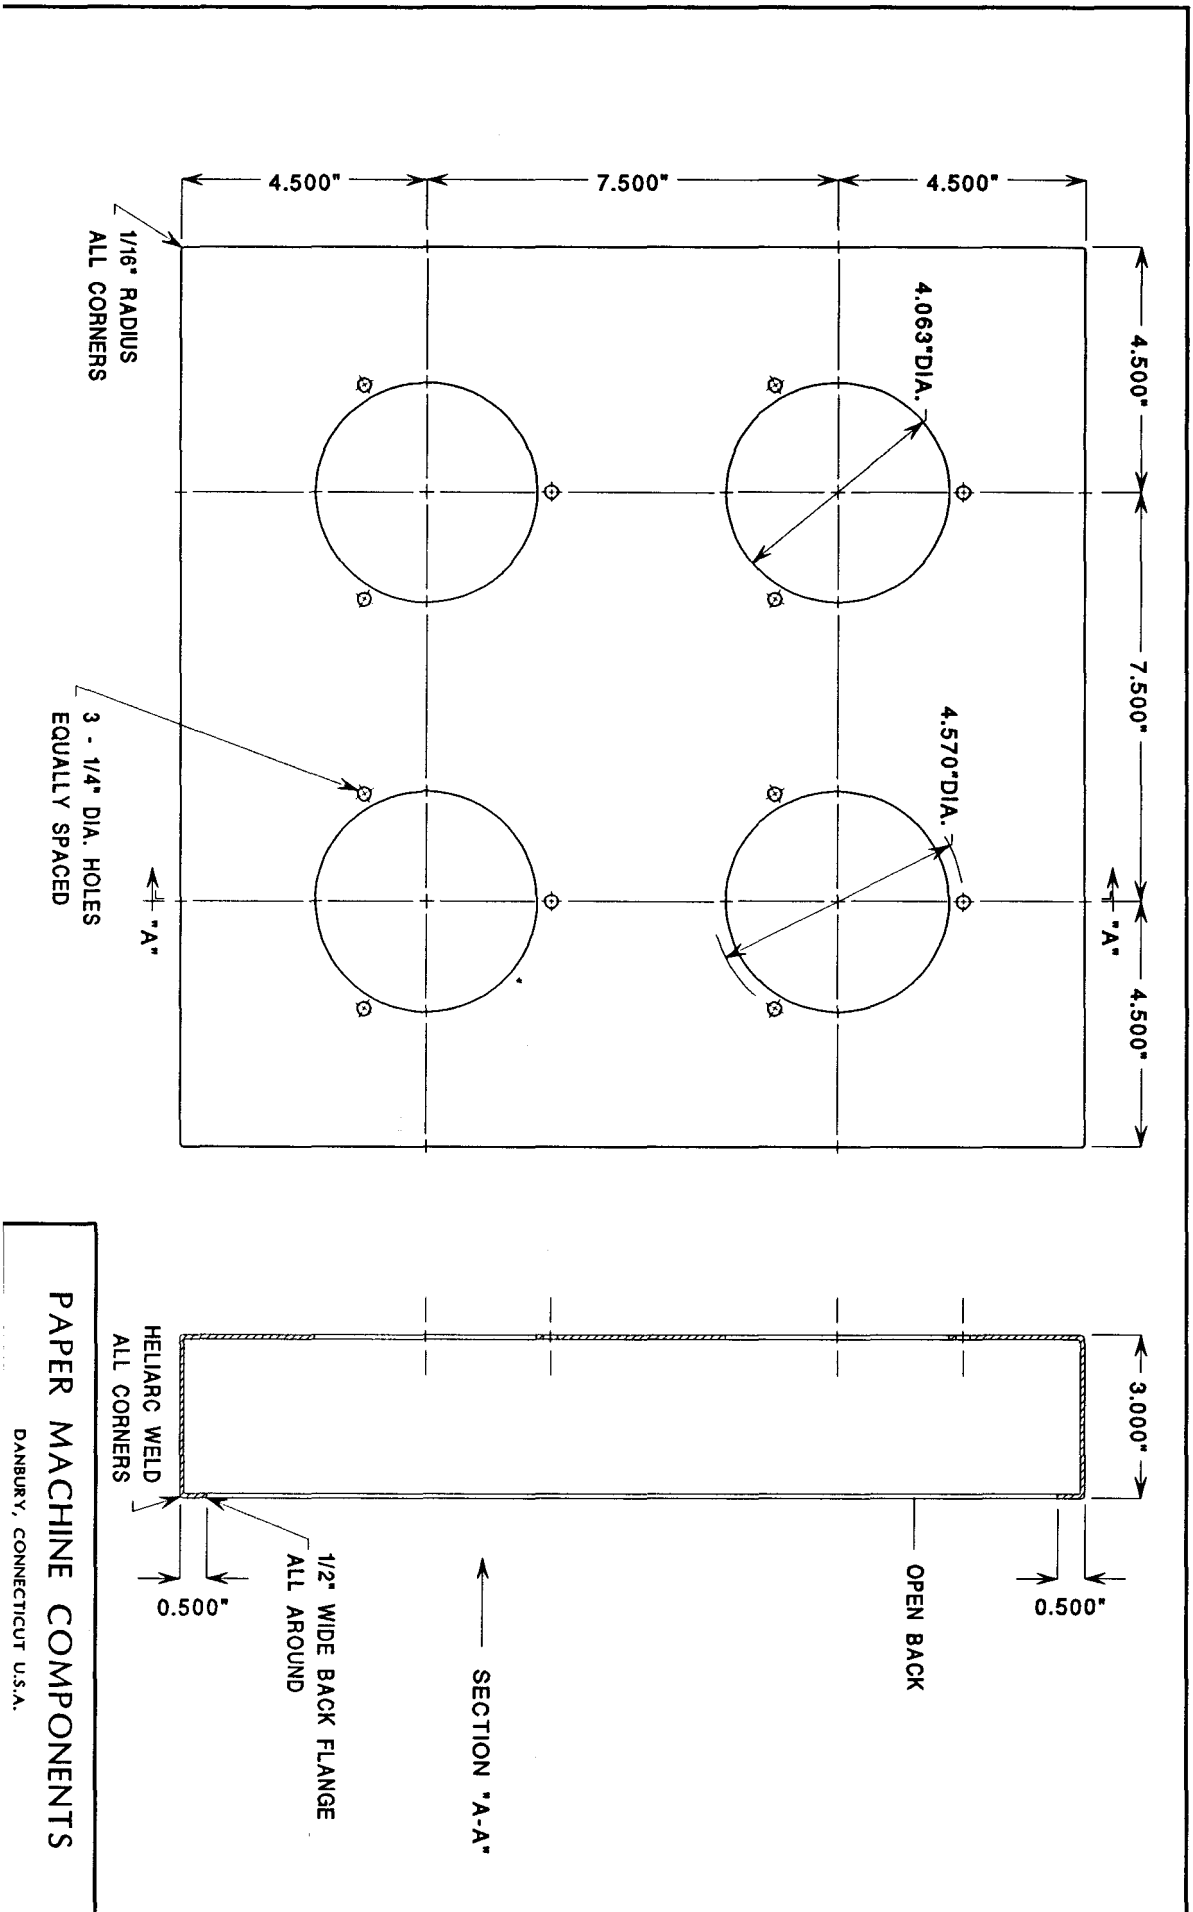 4.500"
7.500"
4.500"
4.500"
7.500"
4.500"
4.063"DIA.
4.570"DIA.
1/16" RADIUS
ALL CORNERS
3 - 1/4" DIA. HOLES
EQUALLY SPACED
"A"
"A"
3.000"
HELIARC WELD
ALL CORNERS
0.500"
0.500"
1/2" WIDE BACK FLANGE
ALL AROUND
OPEN BACK
SECTION "A-A"
PAPER MACHINE COMPONENTS
DANBURY, CONNECTICUT U.S.A.